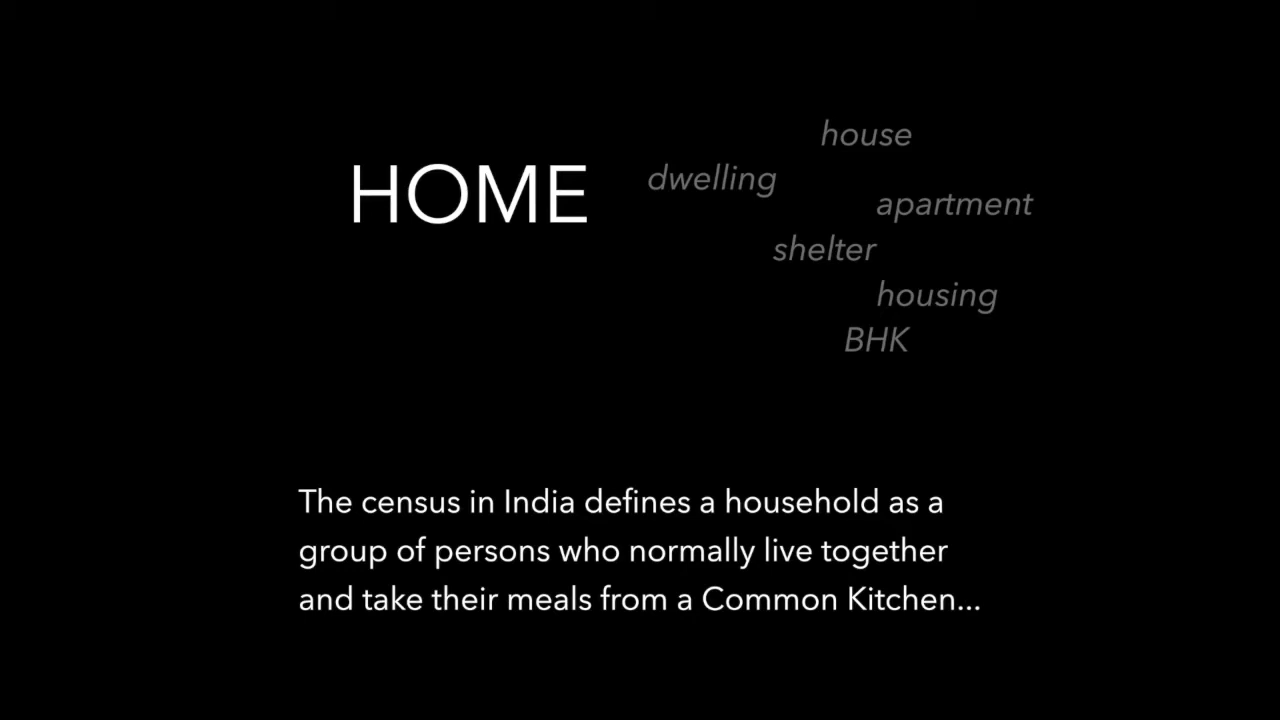 house
HOME
dwelling
apartment
shelter
housing
BHK
The census in India defines a household as a
group of persons who normally live together
and take their meals from a Common Kitchen...